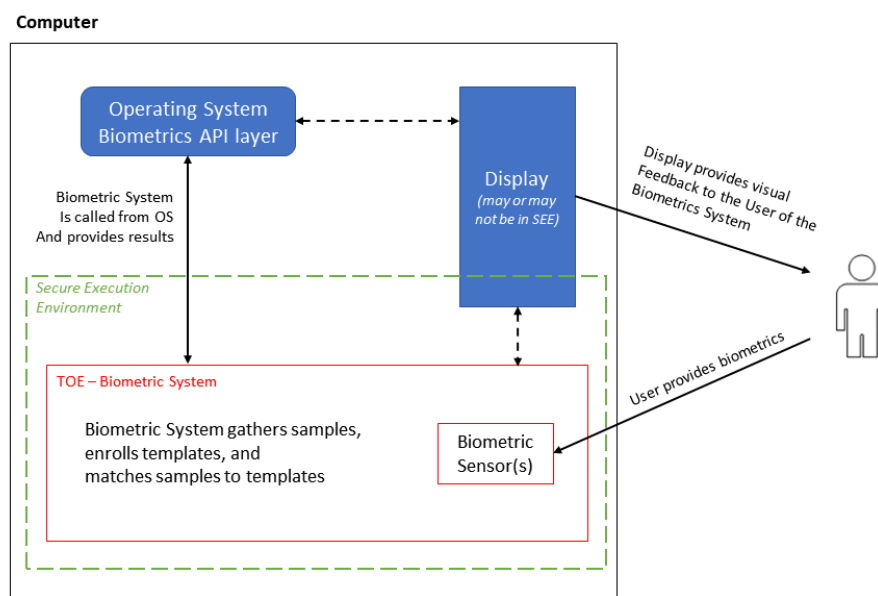 Computer
Operating System
Biometrics API layer
Display
(may or may
not be in SEE)
Biometric System
Is called from OS
And provides results
Display provides visual
Feedback to the User of the
Biometrics System
Secure Execution
Environment
User provides biometrics
TOE – Biometric System
Biometric System gathers samples,
enrolls templates, and
matches samples to templates
Biometric
Sensor(s)